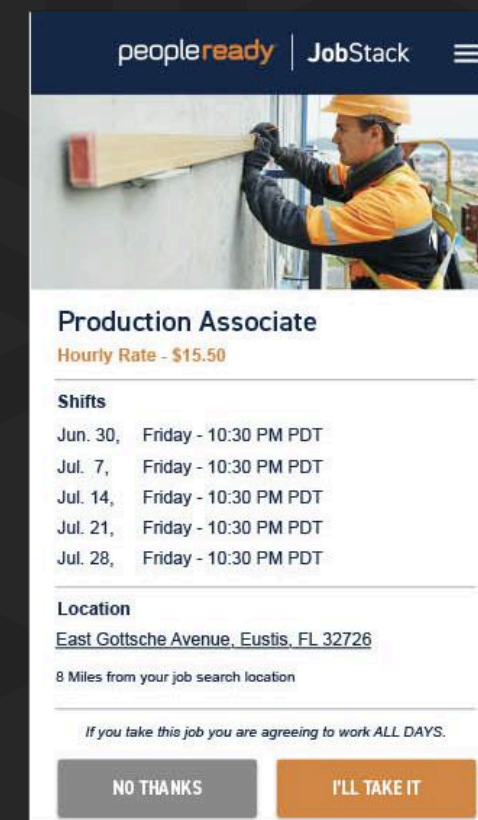 peopleready | JobStack
Production Associate
Hourly Rate - $15.50
Shifts
Jun. 30, Friday - 10:30 PM PDT
Jul. 7, Friday - 10:30 PM PDT
Jul. 14, Friday - 10:30 PM PDT
Jul. 21, Friday - 10:30 PM PDT
Jul. 28, Friday - 10:30 PM PDT
Location
East Gottsche Avenue, Eustis, FL 32726
8 Miles from your job search location
If you take this job you are agreeing to work ALL DAYS.
NO THANKS I'LL TAKE IT